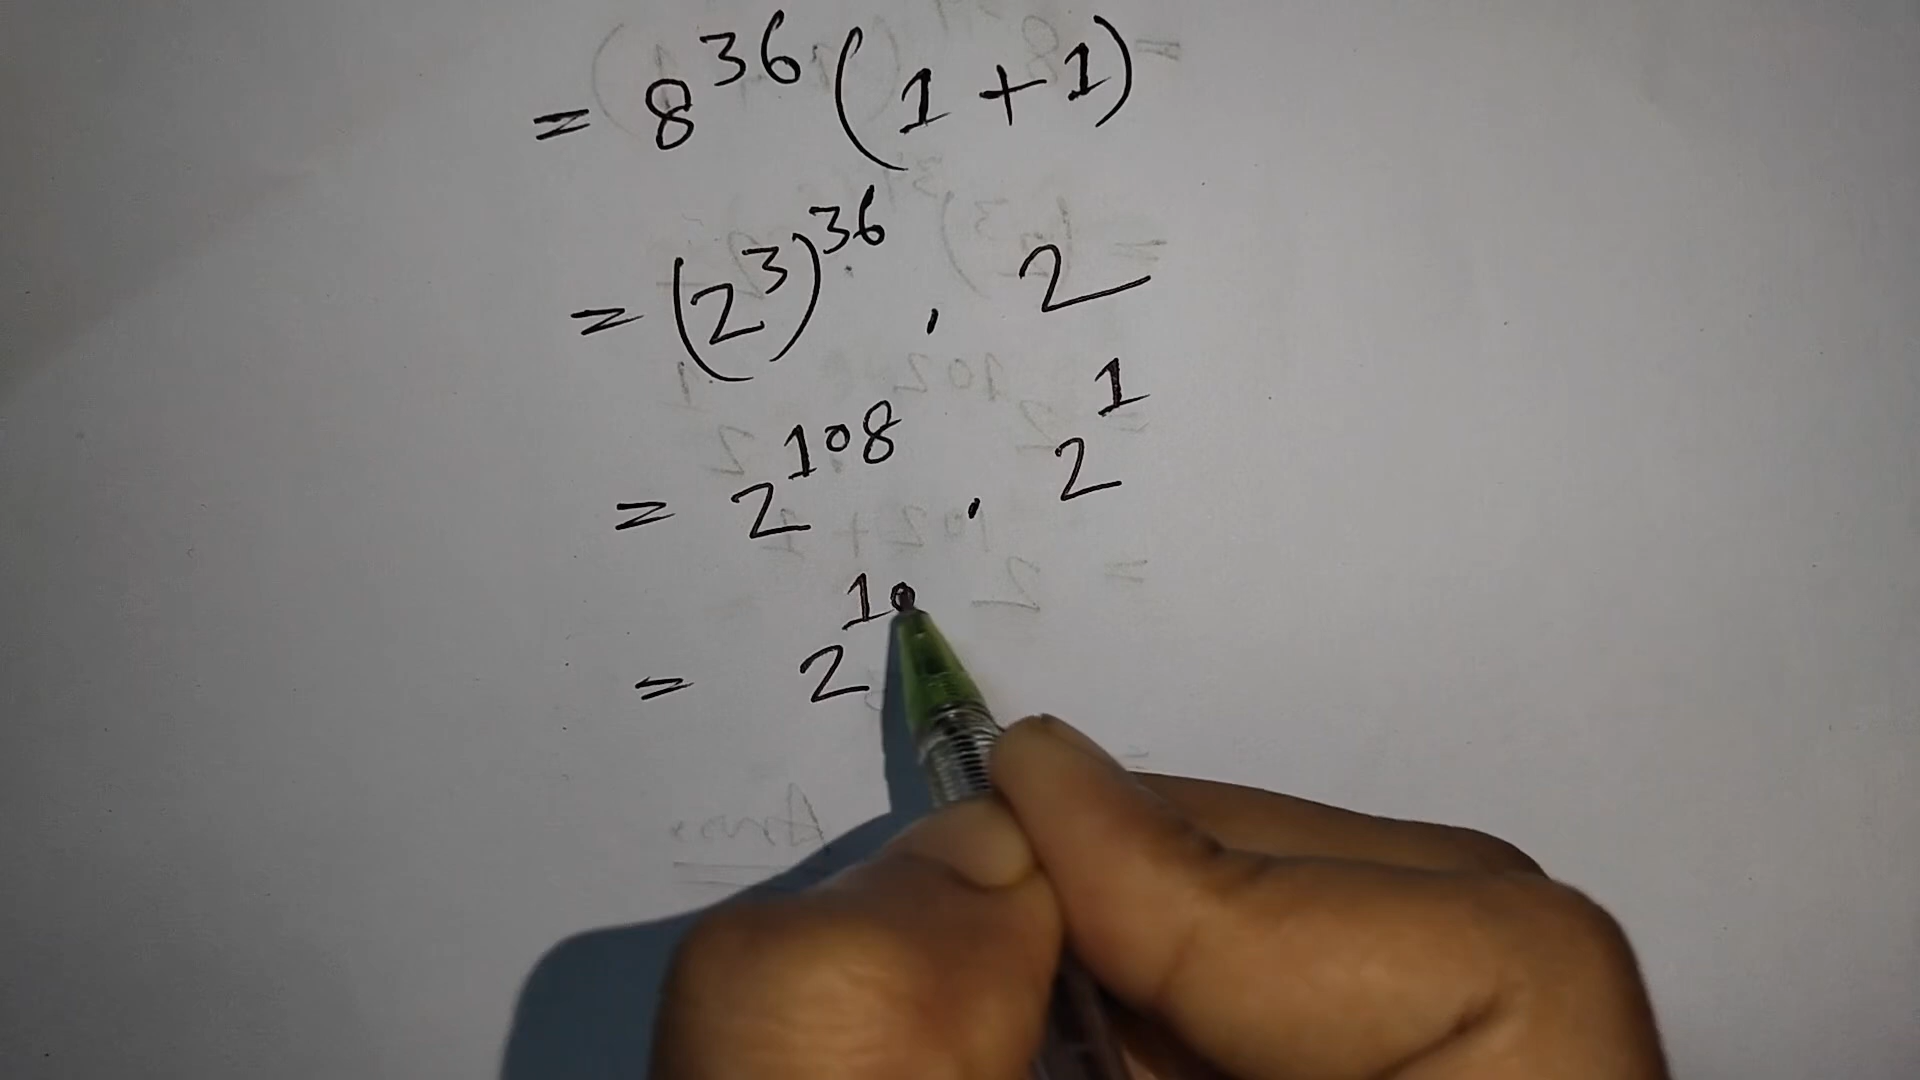 = 8^36 (1 + 1)
= (2^3)^36 . 2
= 2^108 . 2^1
= 2^10